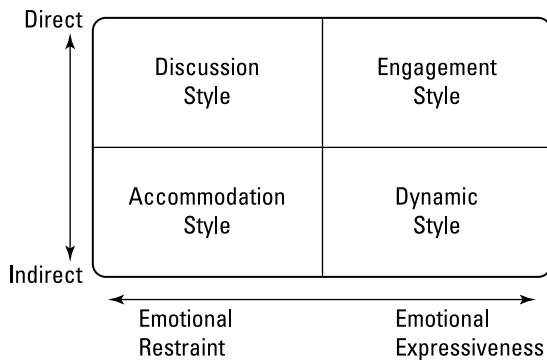 Direct
Discussion
Style
Engagement
Style
Accommodation
Style
Dynamic
Style
Indirect
Emotional
Restraint
Emotional
Expressiveness